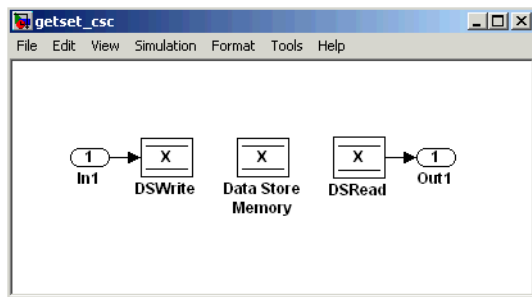 getset_csc
File Edit View Simulation Format Tools Help
1 X X X 1
In1 DSWrite Data Store Memory DSRead Out1